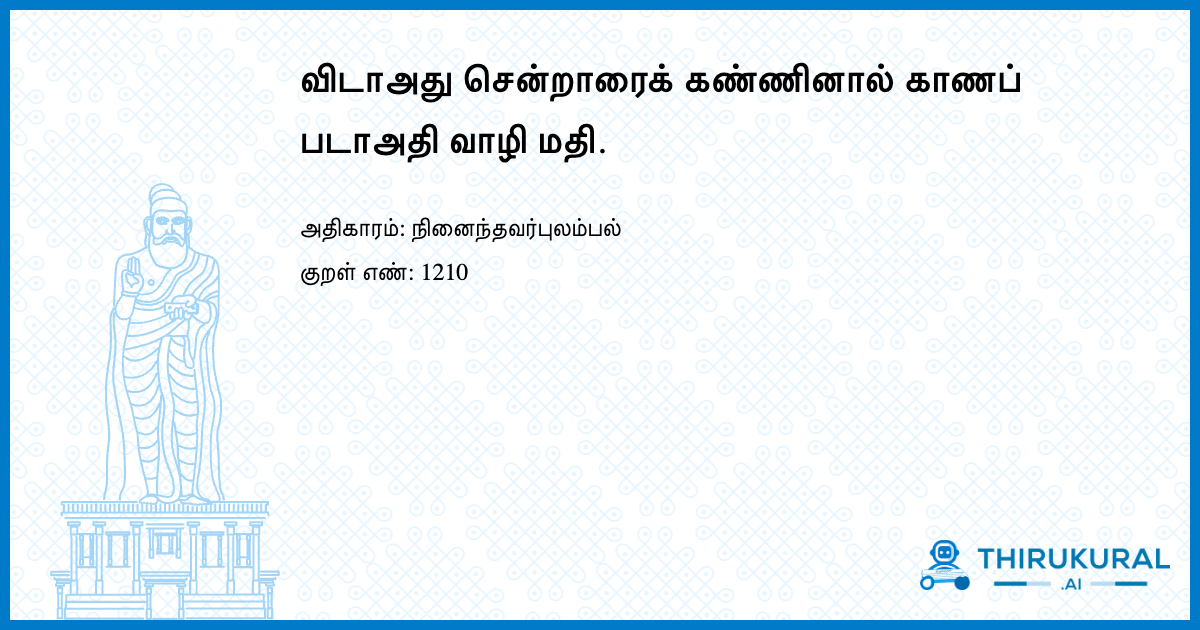 விடாஅது சென்றாரைக் கண்ணினால் காணப்
படாஅதி வாழி மதி.
அதிகாரம்: நினைந்தவர்புலம்பல்
குறள் எண்: 1210
THIRUKURAL
.AI